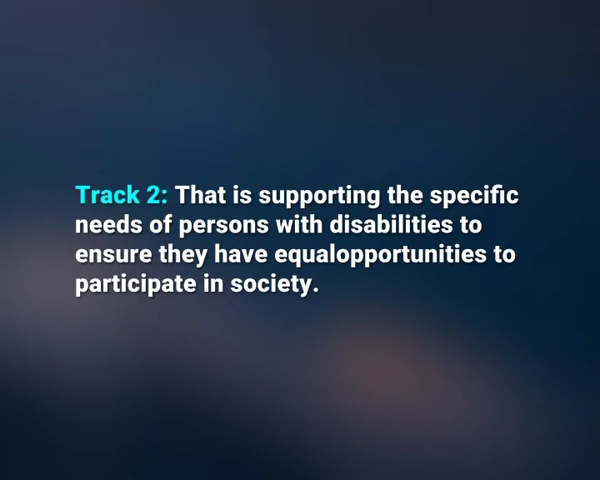 Track 2: That is supporting the specific
needs of persons with disabilities to
ensure they have equalopportunities to
participate in society.